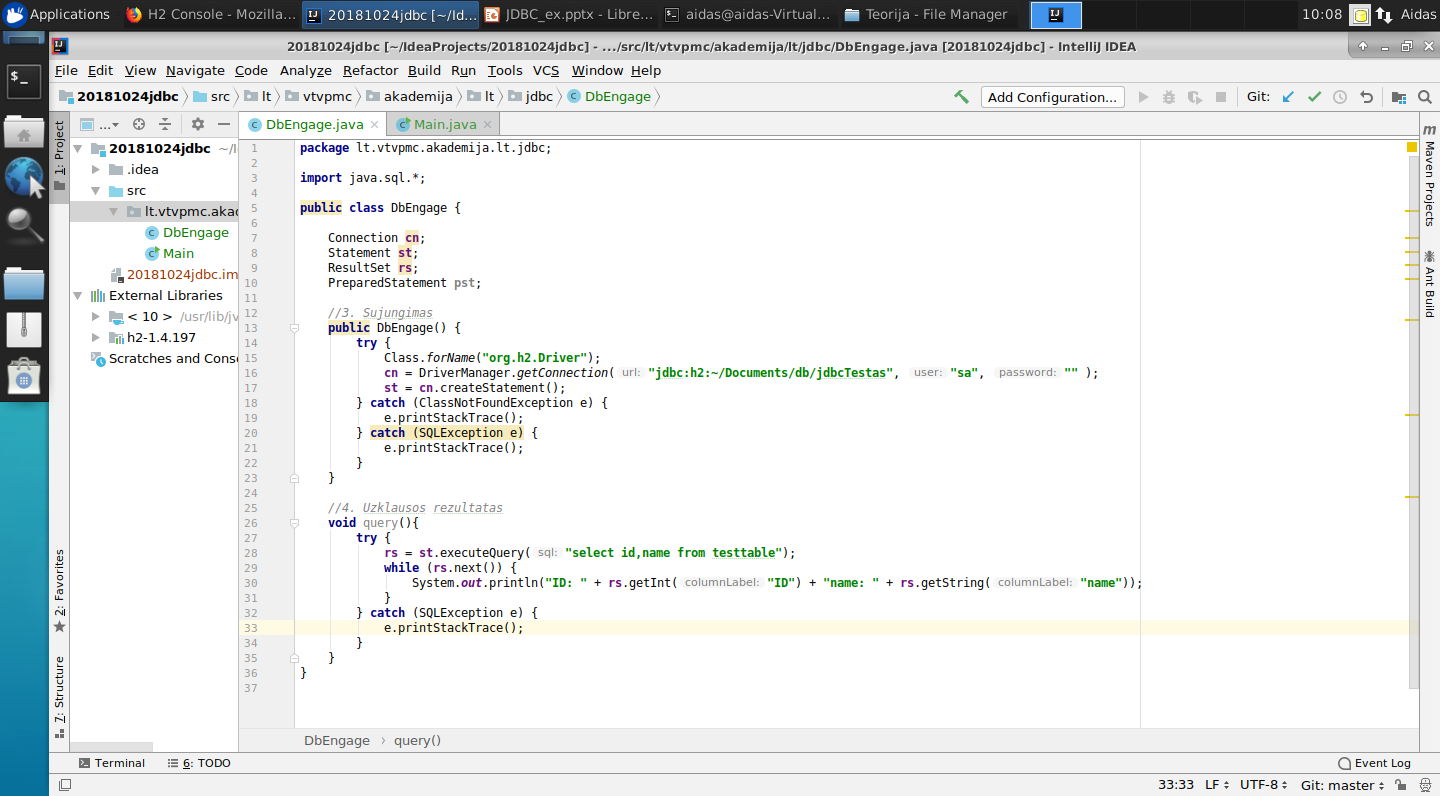 Applications
H2 Console - Mozilla...
20181024jdbc [~/Id...
JDBC_ex.pptx - Libre...
aidas@aidas-Virtual...
Teorija - File Manager
10:08
Aidas
20181024jdbc [~/IdeaProjects/20181024jdbc] - .../src/lt/vtvpmc/akademija/lt/jdbc/DbEngage.java [20181024jdbc] - IntelliJ IDEA
File Edit View Navigate Code Analyze Refactor Build Run Tools VCS Window Help
20181024jdbc src lt vtvpmc akademija lt jdbc DbEngage
Add Configuration...
Git:
1: Project
2: Favorites
7: Structure
...
20181024jdbc ~/I
.idea
src
lt.vtvpmc.akad
DbEngage
Main
20181024jdbc.im
External Libraries
< 10 > /usr/lib/jv
h2-1.4.197
Scratches and Conso
DbEngage.java
Main.java
1 package lt.vtvpmc.akademija.lt.jdbc;
2
3 import java.sql.*;
4
5 public class DbEngage {
6
7 Connection cn;
8 Statement st;
9 ResultSet rs;
10 PreparedStatement pst;
11
12 //3. Sujungimas
13 public DbEngage() {
14 try {
15 Class.forName("org.h2.Driver");
16 cn = DriverManager.getConnection( url: "jdbc:h2:~/Documents/db/jdbcTestas", user: "sa", password: "" );
17 st = cn.createStatement();
18 } catch (ClassNotFoundException e) {
19 e.printStackTrace();
20 } catch (SQLException e) {
21 e.printStackTrace();
22 }
23 }
24
25 //4. Uzklausos rezultatas
26 void query(){
27 try {
28 rs = st.executeQuery( sql: "select id,name from testtable");
29 while (rs.next()) {
30 System.out.println("ID: " + rs.getInt( columnLabel: "ID") + "name: " + rs.getString( columnLabel: "name"));
31 }
32 } catch (SQLException e) {
33 e.printStackTrace();
34 }
35 }
36 }
37
DbEngage › query()
Maven Projects
Ant Build
Terminal
6: TODO
Event Log
33:33 LF UTF-8 Git: master